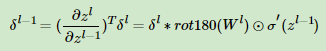 δ^{l−1} = (∂z^l / ∂z^{l−1})^T δ^l = δ^l * rot180(W^l) ⊙ σ′(z^{l−1})